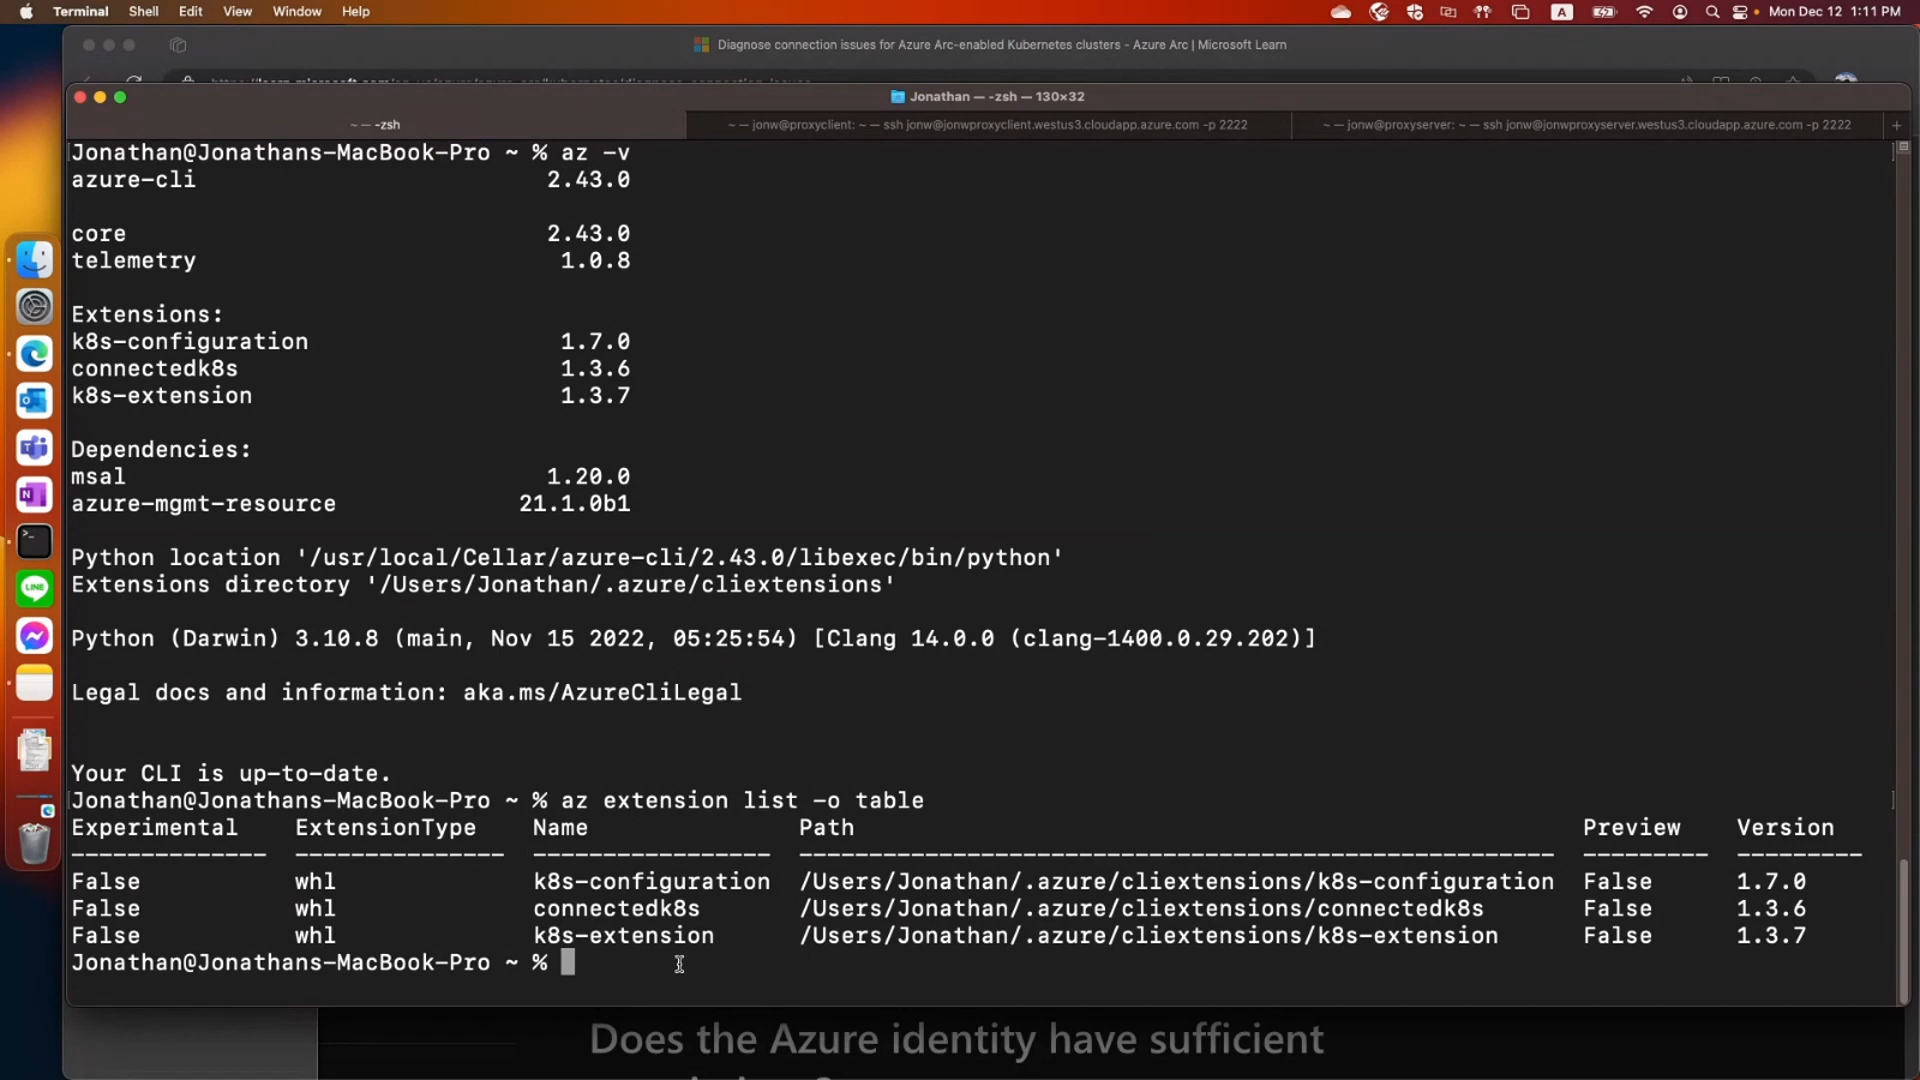 Terminal Shell Edit View Window Help
A
Mon Dec 12 1:11 PM
Diagnose connection issues for Azure Arc-enabled Kubernetes clusters - Azure Arc | Microsoft Learn
Jonathan — -zsh — 130×32
~ — -zsh
~ — jonw@proxyclient: ~ — ssh jonw@jonwproxyclient.westus3.cloudapp.azure.com -p 2222
~ — jonw@proxyserver: ~ — ssh jonw@jonwproxyserver.westus3.cloudapp.azure.com -p 2222
Jonathan@Jonathans-MacBook-Pro ~ % az -v
azure-cli 2.43.0
core 2.43.0
telemetry 1.0.8
Extensions:
k8s-configuration 1.7.0
connectedk8s 1.3.6
k8s-extension 1.3.7
Dependencies:
msal 1.20.0
azure-mgmt-resource 21.1.0b1
Python location '/usr/local/Cellar/azure-cli/2.43.0/libexec/bin/python'
Extensions directory '/Users/Jonathan/.azure/cliextensions'
Python (Darwin) 3.10.8 (main, Nov 15 2022, 05:25:54) [Clang 14.0.0 (clang-1400.0.29.202)]
Legal docs and information: aka.ms/AzureCliLegal
Your CLI is up-to-date.
Jonathan@Jonathans-MacBook-Pro ~ % az extension list -o table
Experimental ExtensionType Name Path Preview Version
-------------- --------------- ----------------- ------------------------------------------------------ --------- ---------
False whl k8s-configuration /Users/Jonathan/.azure/cliextensions/k8s-configuration False 1.7.0
False whl connectedk8s /Users/Jonathan/.azure/cliextensions/connectedk8s False 1.3.6
False whl k8s-extension /Users/Jonathan/.azure/cliextensions/k8s-extension False 1.3.7
Jonathan@Jonathans-MacBook-Pro ~ %
LINE
Does the Azure identity have sufficient